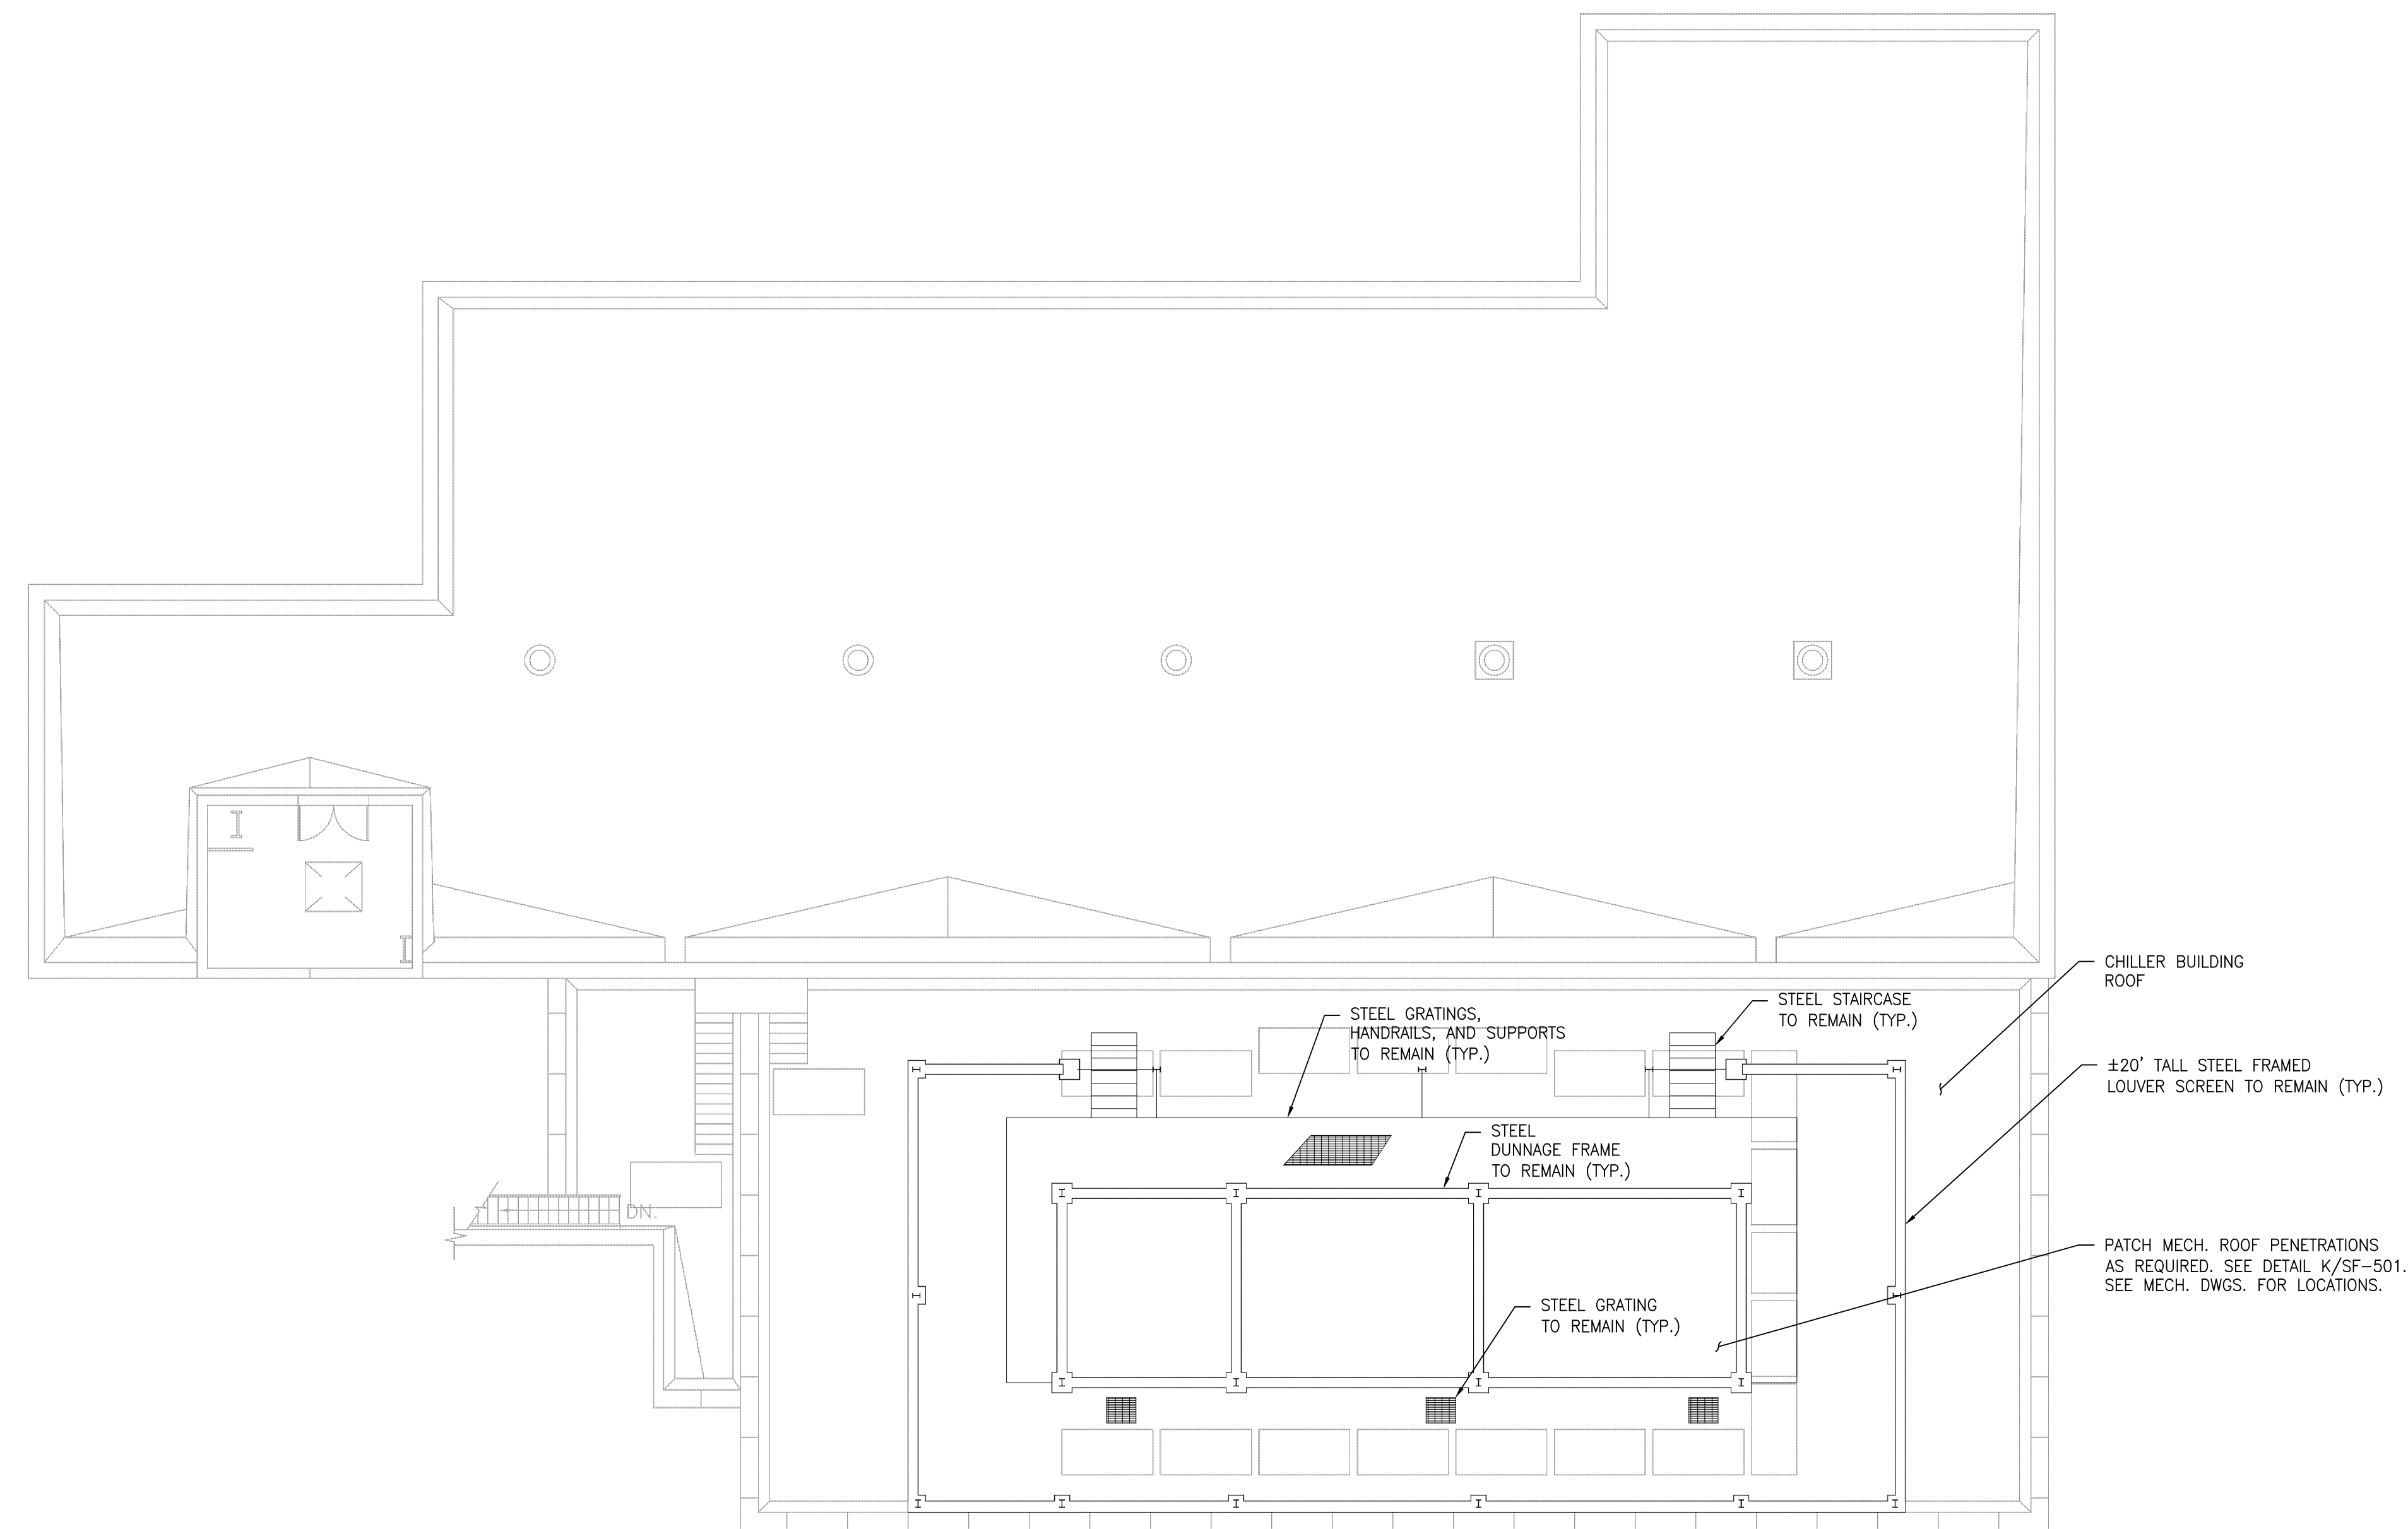 CHILLER BUILDING
ROOF
STEEL STAIRCASE
TO REMAIN (TYP.)
STEEL GRATINGS,
HANDRAILS, AND SUPPORTS
TO REMAIN (TYP.)
±20' TALL STEEL FRAMED
LOUVER SCREEN TO REMAIN (TYP.)
STEEL
DUNNAGE FRAME
TO REMAIN (TYP.)
DN.
PATCH MECH. ROOF PENETRATIONS
AS REQUIRED. SEE DETAIL K/SF-501.
SEE MECH. DWGS. FOR LOCATIONS.
STEEL GRATING
TO REMAIN (TYP.)